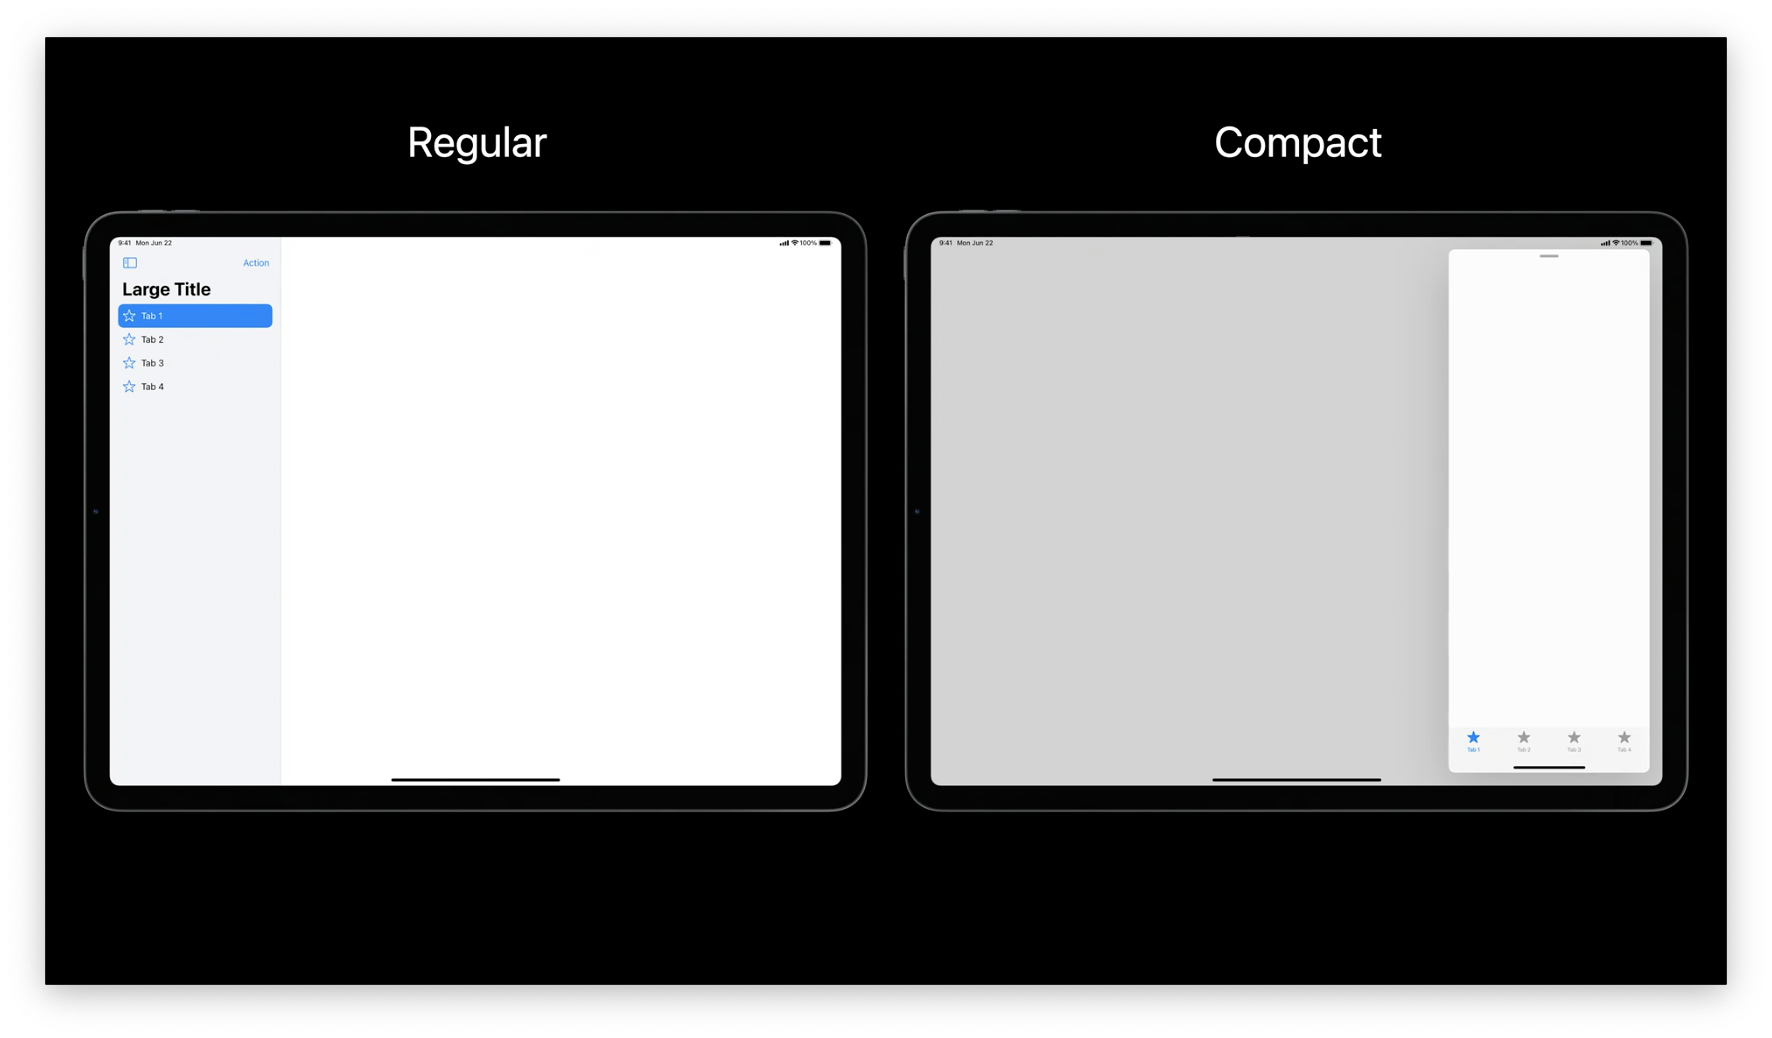 Regular
9:41 Mon Jun 22
100%
Action
Large Title
Tab 1
Tab 2
Tab 3
Tab 4
Compact
9:41 Mon Jun 22
100%
Tab 1 Tab 2 Tab 3 Tab 4